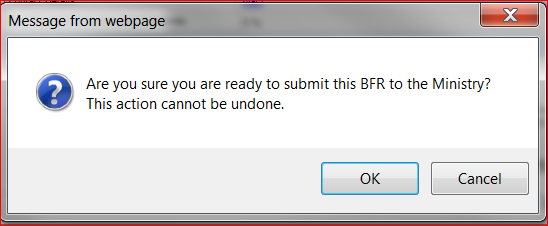 Message from webpage
Are you sure you are ready to submit this BFR to the Ministry?
This action cannot be undone.
OK
Cancel